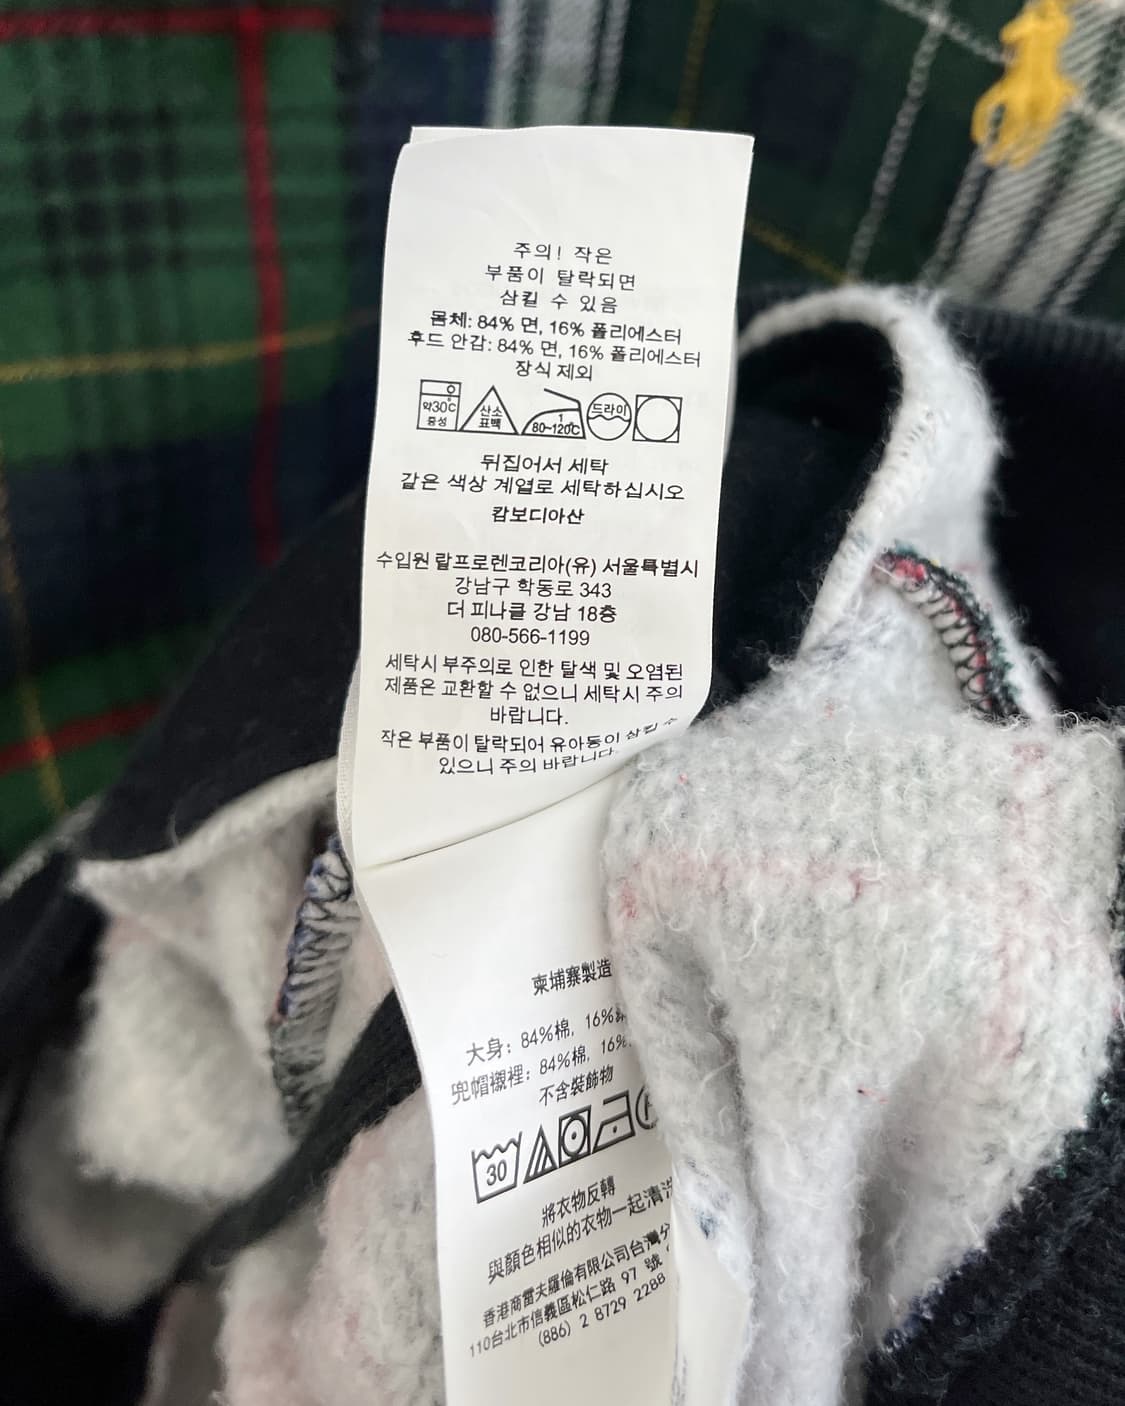 주의! 작은
부품이 탈락되면
삼킬 수 있음
몸체: 84% 면, 16% 폴리에스터
후드 안감: 84% 면, 16% 폴리에스터
장식 제외
약30℃
중성
산소
표백
1
80~120℃
드라이
뒤집어서 세탁
같은 색상 계열로 세탁하십시오
캄보디아산
수입원 랄프로렌코리아(유) 서울특별시
강남구 학동로 343
더 피나클 강남 18층
080-566-1199
세탁시 부주의로 인한 탈색 및 오염된
제품은 교환할 수 없으니 세탁시 주의
바랍니다.
작은 부품이 탈락되어 유아동이 삼킬 수
있으니 주의 바랍니다.
柬埔寨製造
大身: 84%棉, 16%
兜帽襯裡: 84%棉, 16%
不含裝飾物
30
將衣物反轉
與顏色相似的衣物一起清洗
香港商雷夫羅倫有限公司台灣分
110台北市信義區松仁路 97 號
(886) 2 8729 2288